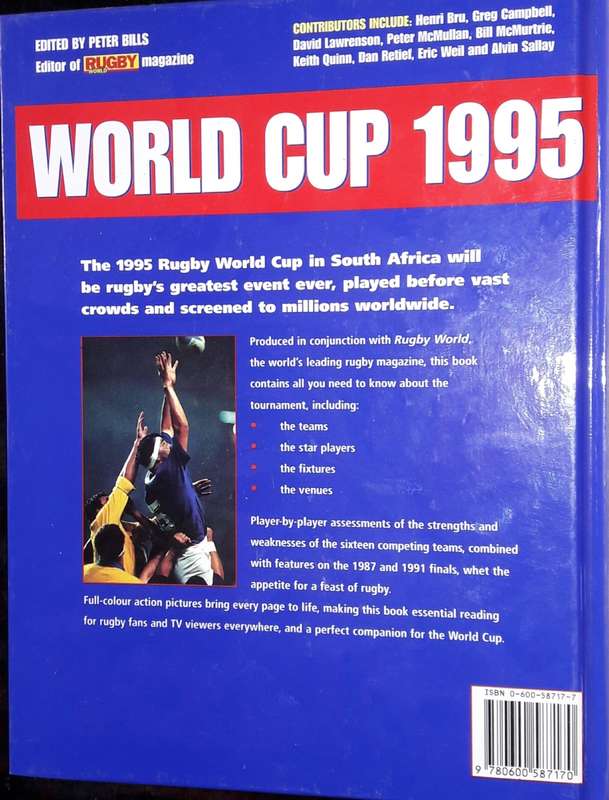 EDITED BY PETER BILLS
Editor of RUGBY WORLD magazine
CONTRIBUTORS INCLUDE: Henri Bru, Greg Campbell,
David Lawrenson, Peter McMullan, Bill McMurtrie,
Keith Quinn, Dan Retief, Eric Weil and Alvin Sallay
WORLD CUP 1995
The 1995 Rugby World Cup in South Africa will
be rugby's greatest event ever, played before vast
crowds and screened to millions worldwide.
Produced in conjunction with Rugby World,
the world's leading rugby magazine, this book
contains all you need to know about the
tournament, including:
the teams
the star players
the fixtures
the venues
Player-by-player assessments of the strengths and
weaknesses of the sixteen competing teams, combined
with features on the 1987 and 1991 finals, whet the
appetite for a feast of rugby.
Full-colour action pictures bring every page to life, making this book essential reading
for rugby fans and TV viewers everywhere, and a perfect companion for the World Cup.
ISBN 0-600-58717-7
9 780600 587170